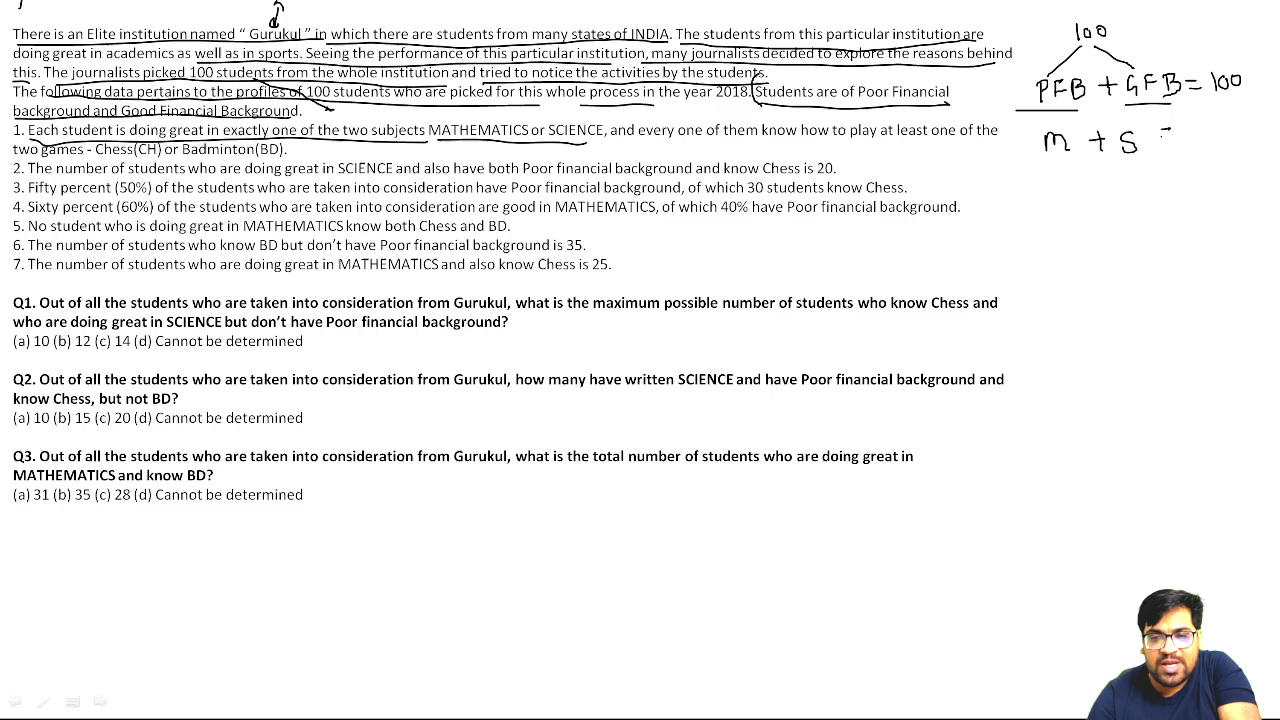 There is an Elite institution named “ Gurukul ” in which there are students from many states of INDIA. The students from this particular institution are
doing great in academics as well as in sports. Seeing the performance of this particular institution, many journalists decided to explore the reasons behind
this. The journalists picked 100 students from the whole institution and tried to notice the activities by the students.
The following data pertains to the profiles of 100 students who are picked for this whole process in the year 2018. Students are of Poor Financial
background and Good Financial Background.
1. Each student is doing great in exactly one of the two subjects MATHEMATICS or SCIENCE, and every one of them know how to play at least one of the
two games - Chess(CH) or Badminton(BD).
2. The number of students who are doing great in SCIENCE and also have both Poor financial background and know Chess is 20.
3. Fifty percent (50%) of the students who are taken into consideration have Poor financial background, of which 30 students know Chess.
4. Sixty percent (60%) of the students who are taken into consideration are good in MATHEMATICS, of which 40% have Poor financial background.
5. No student who is doing great in MATHEMATICS know both Chess and BD.
6. The number of students who know BD but don’t have Poor financial background is 35.
7. The number of students who are doing great in MATHEMATICS and also know Chess is 25.
Q1. Out of all the students who are taken into consideration from Gurukul, what is the maximum possible number of students who know Chess and
who are doing great in SCIENCE but don’t have Poor financial background?
(a) 10 (b) 12 (c) 14 (d) Cannot be determined
Q2. Out of all the students who are taken into consideration from Gurukul, how many have written SCIENCE and have Poor financial background and
know Chess, but not BD?
(a) 10 (b) 15 (c) 20 (d) Cannot be determined
Q3. Out of all the students who are taken into consideration from Gurukul, what is the total number of students who are doing great in
MATHEMATICS and know BD?
(a) 31 (b) 35 (c) 28 (d) Cannot be determined
100
PFB + GFB = 100
m + S =